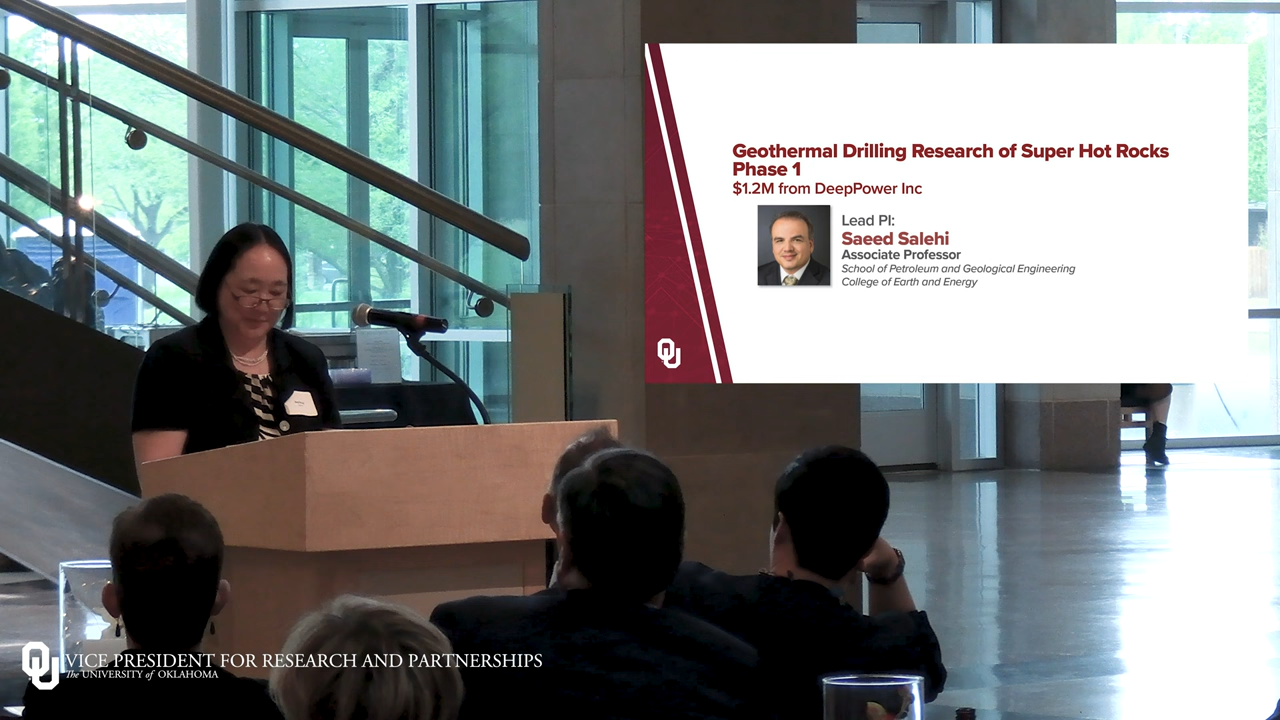 Geothermal Drilling Research of Super Hot Rocks
Phase 1
$1.2M from DeepPower Inc
Lead PI:
Saeed Salehi
Associate Professor
School of Petroleum and Geological Engineering
College of Earth and Energy
OU
OU
VICE PRESIDENT FOR RESEARCH AND PARTNERSHIPS
The UNIVERSITY of OKLAHOMA